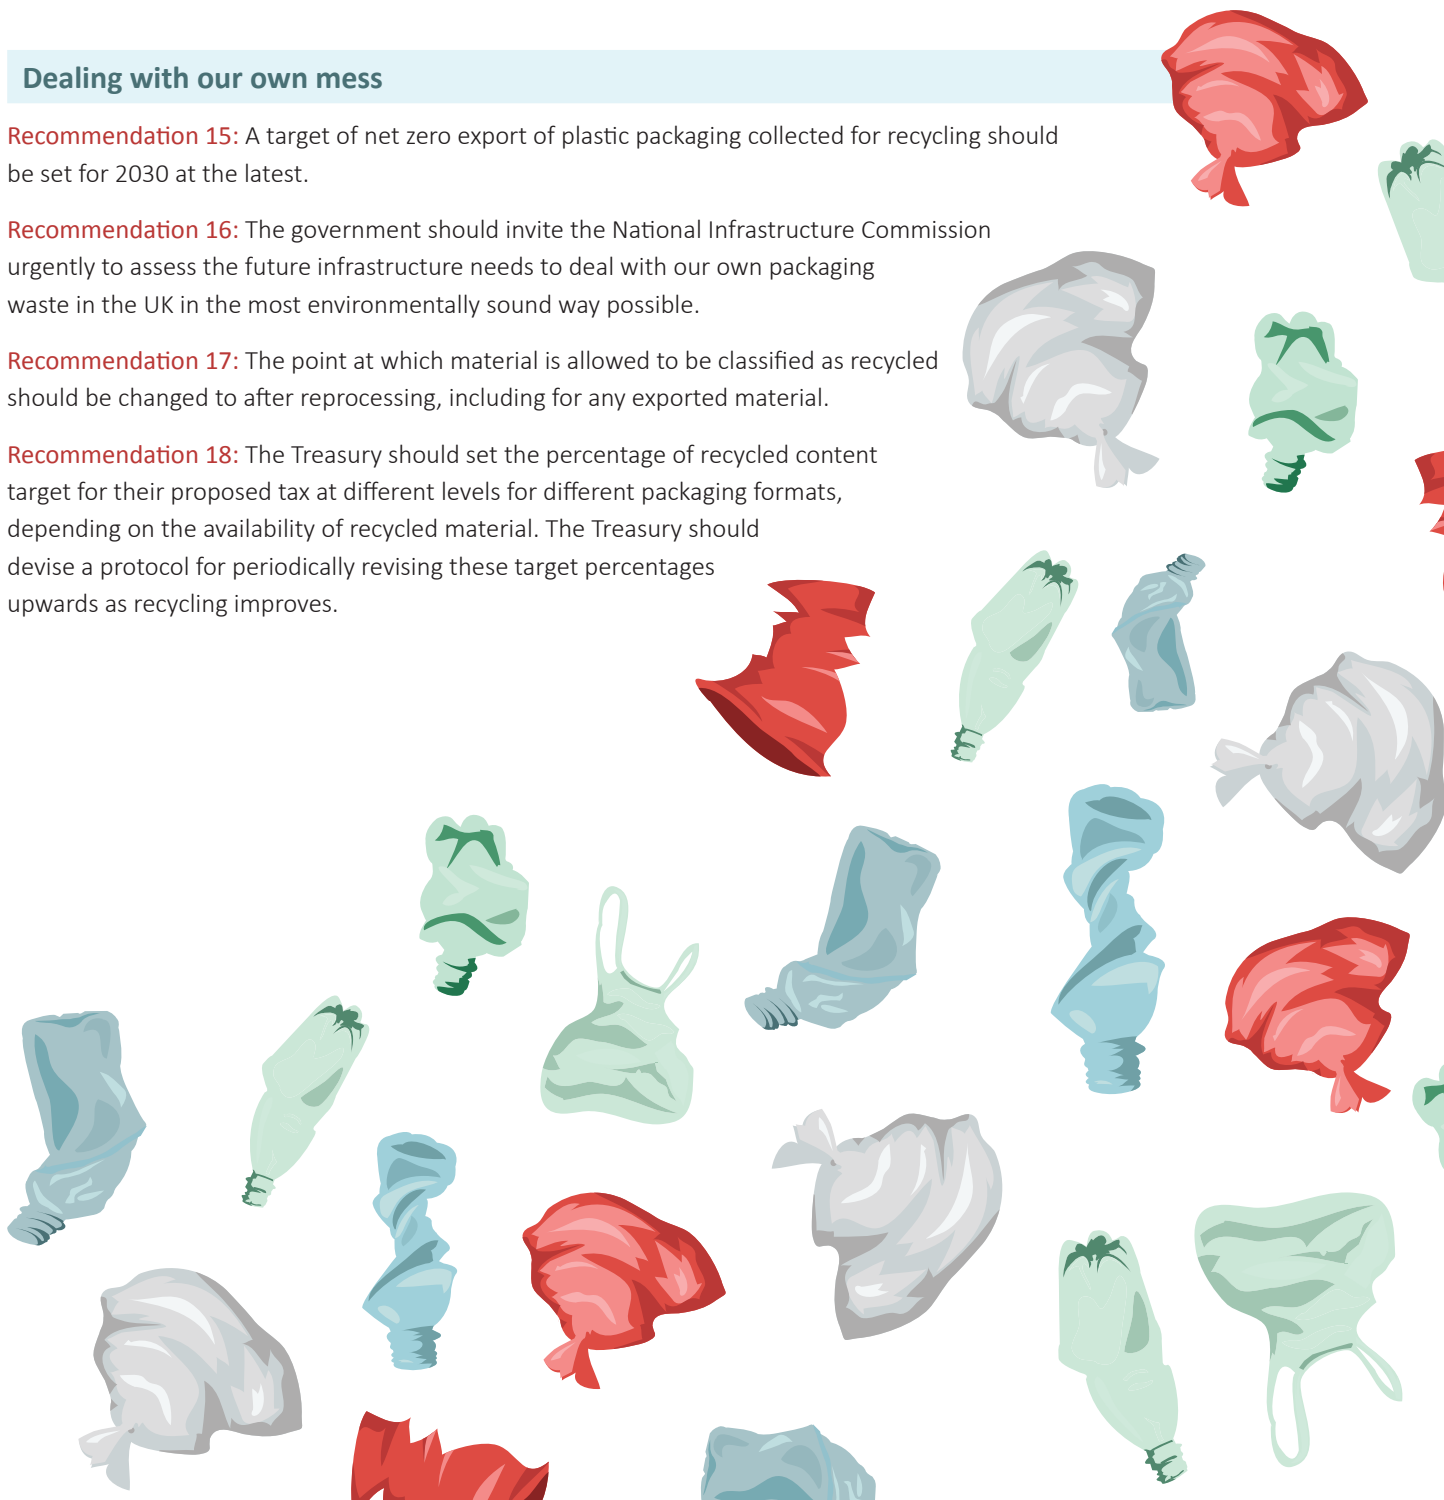 Dealing with our own mess
Recommendation 15: A target of net zero export of plastic packaging collected for recycling should
be set for 2030 at the latest.
Recommendation 16: The government should invite the National Infrastructure Commission
urgently to assess the future infrastructure needs to deal with our own packaging
waste in the UK in the most environmentally sound way possible.
Recommendation 17: The point at which material is allowed to be classified as recycled
should be changed to after reprocessing, including for any exported material.
Recommendation 18: The Treasury should set the percentage of recycled content
target for their proposed tax at different levels for different packaging formats,
depending on the availability of recycled material. The Treasury should
devise a protocol for periodically revising these target percentages
upwards as recycling improves.